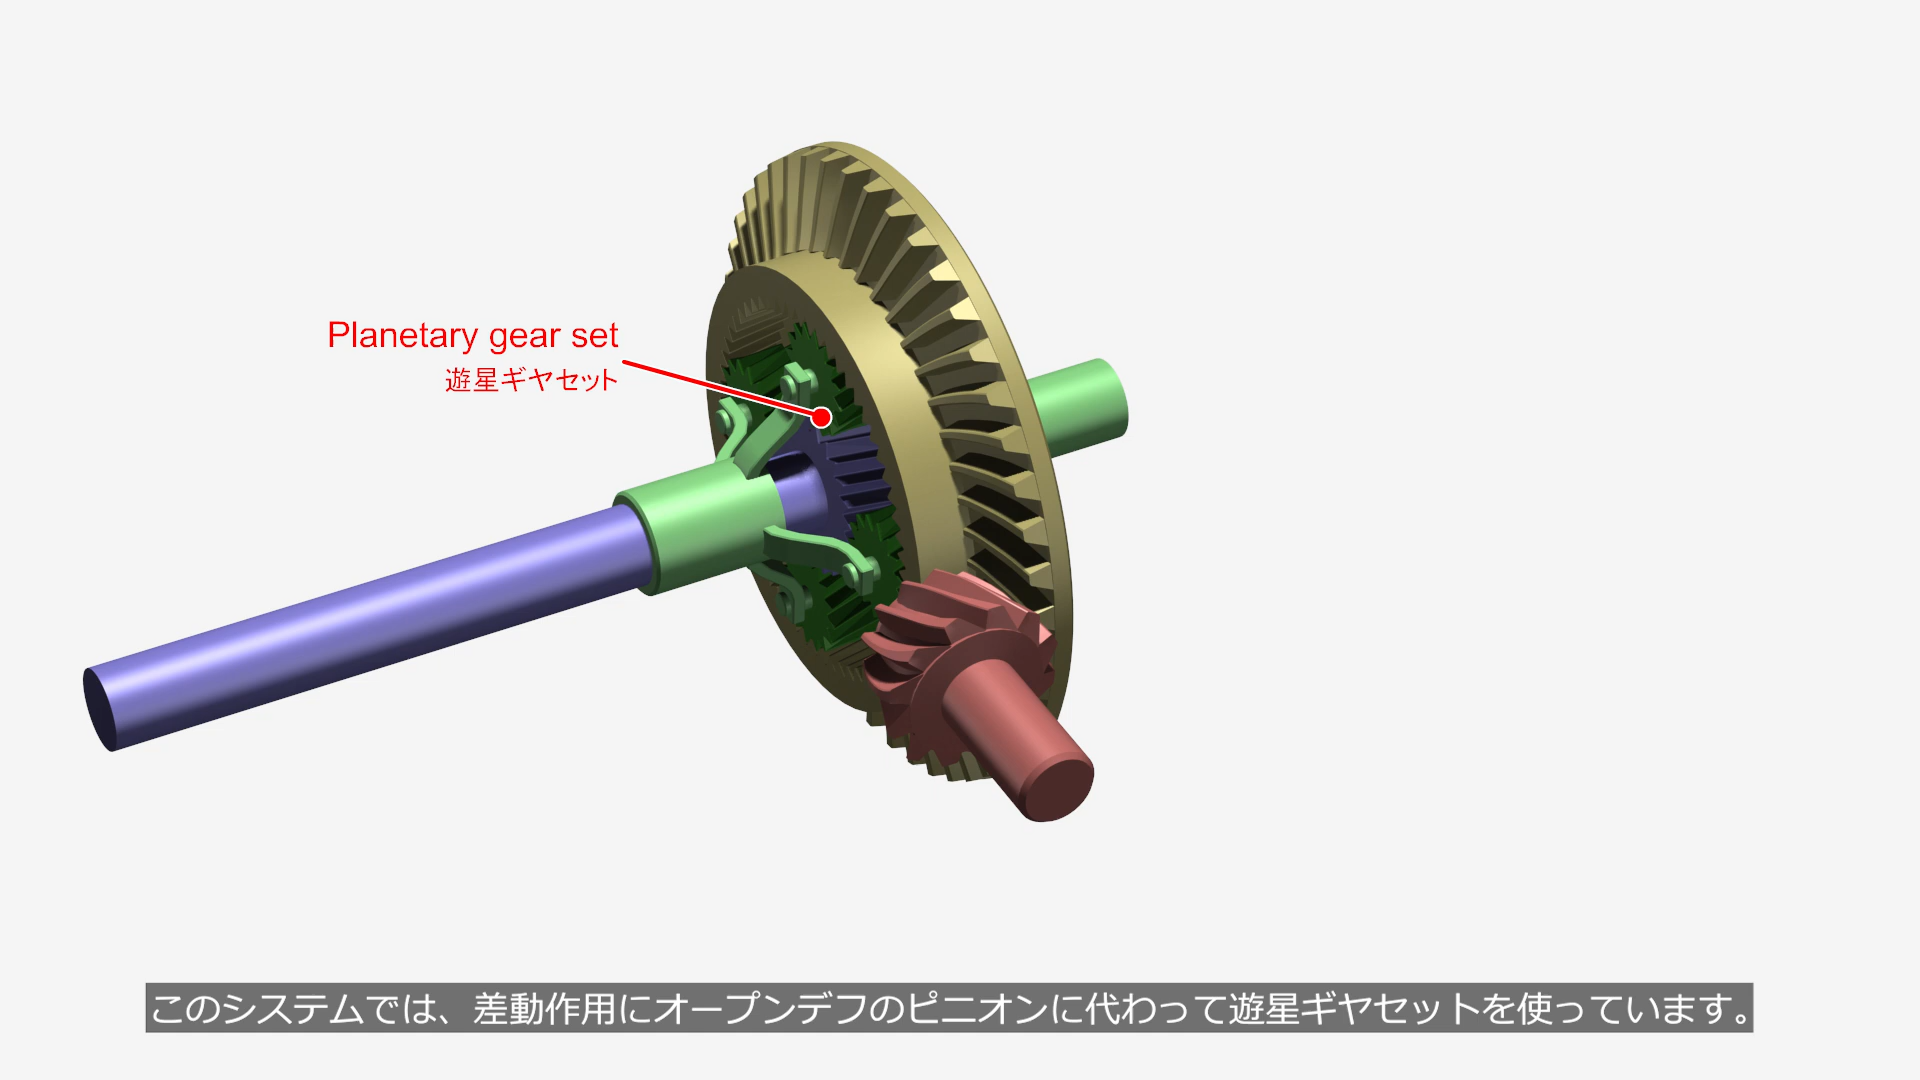 Planetary gear set
遊星ギヤセット
このシステムでは、差動作用にオープンデフのピニオンに代わって遊星ギヤセットを使っています。